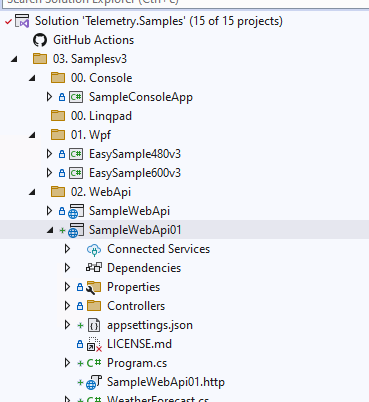 Search Solution Explorer (Ctrl+è)
Solution 'Telemetry.Samples' (15 of 15 projects)
GitHub Actions
03. Samplesv3
00. Console
C# SampleConsoleApp
00. Linqpad
01. Wpf
C# EasySample480v3
C# EasySample600v3
02. WebApi
SampleWebApi
SampleWebApi01
Connected Services
Dependencies
Properties
Controllers
appsettings.json
LICENSE.md
C# Program.cs
SampleWebApi01.http
C# WeatherForecast.cs